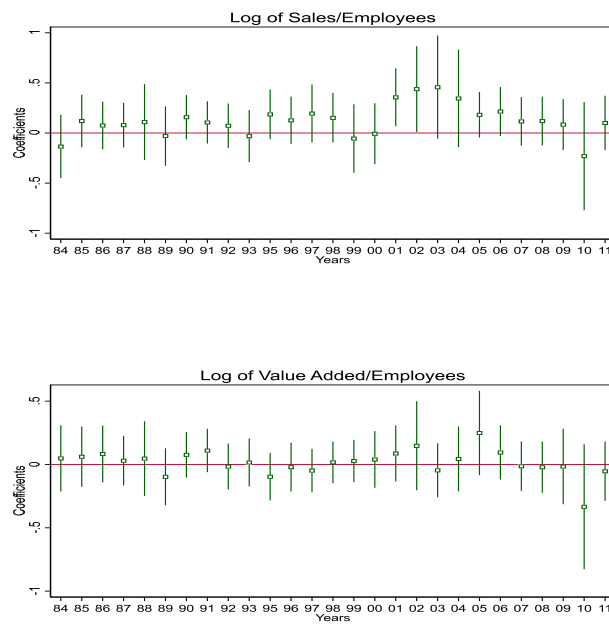 Log of Sales/Employees
Coefficients
1
.5
0
-.5
-1
84 85 86 87 88 89 90 91 92 93 95 96 97 98 99 00 01 02 03 04 05 06 07 08 09 10 11
Years
Log of Value Added/Employees
Coefficients
.5
0
-.5
-1
84 85 86 87 88 89 90 91 92 93 95 96 97 98 99 00 01 02 03 04 05 06 07 08 09 10 11
Years